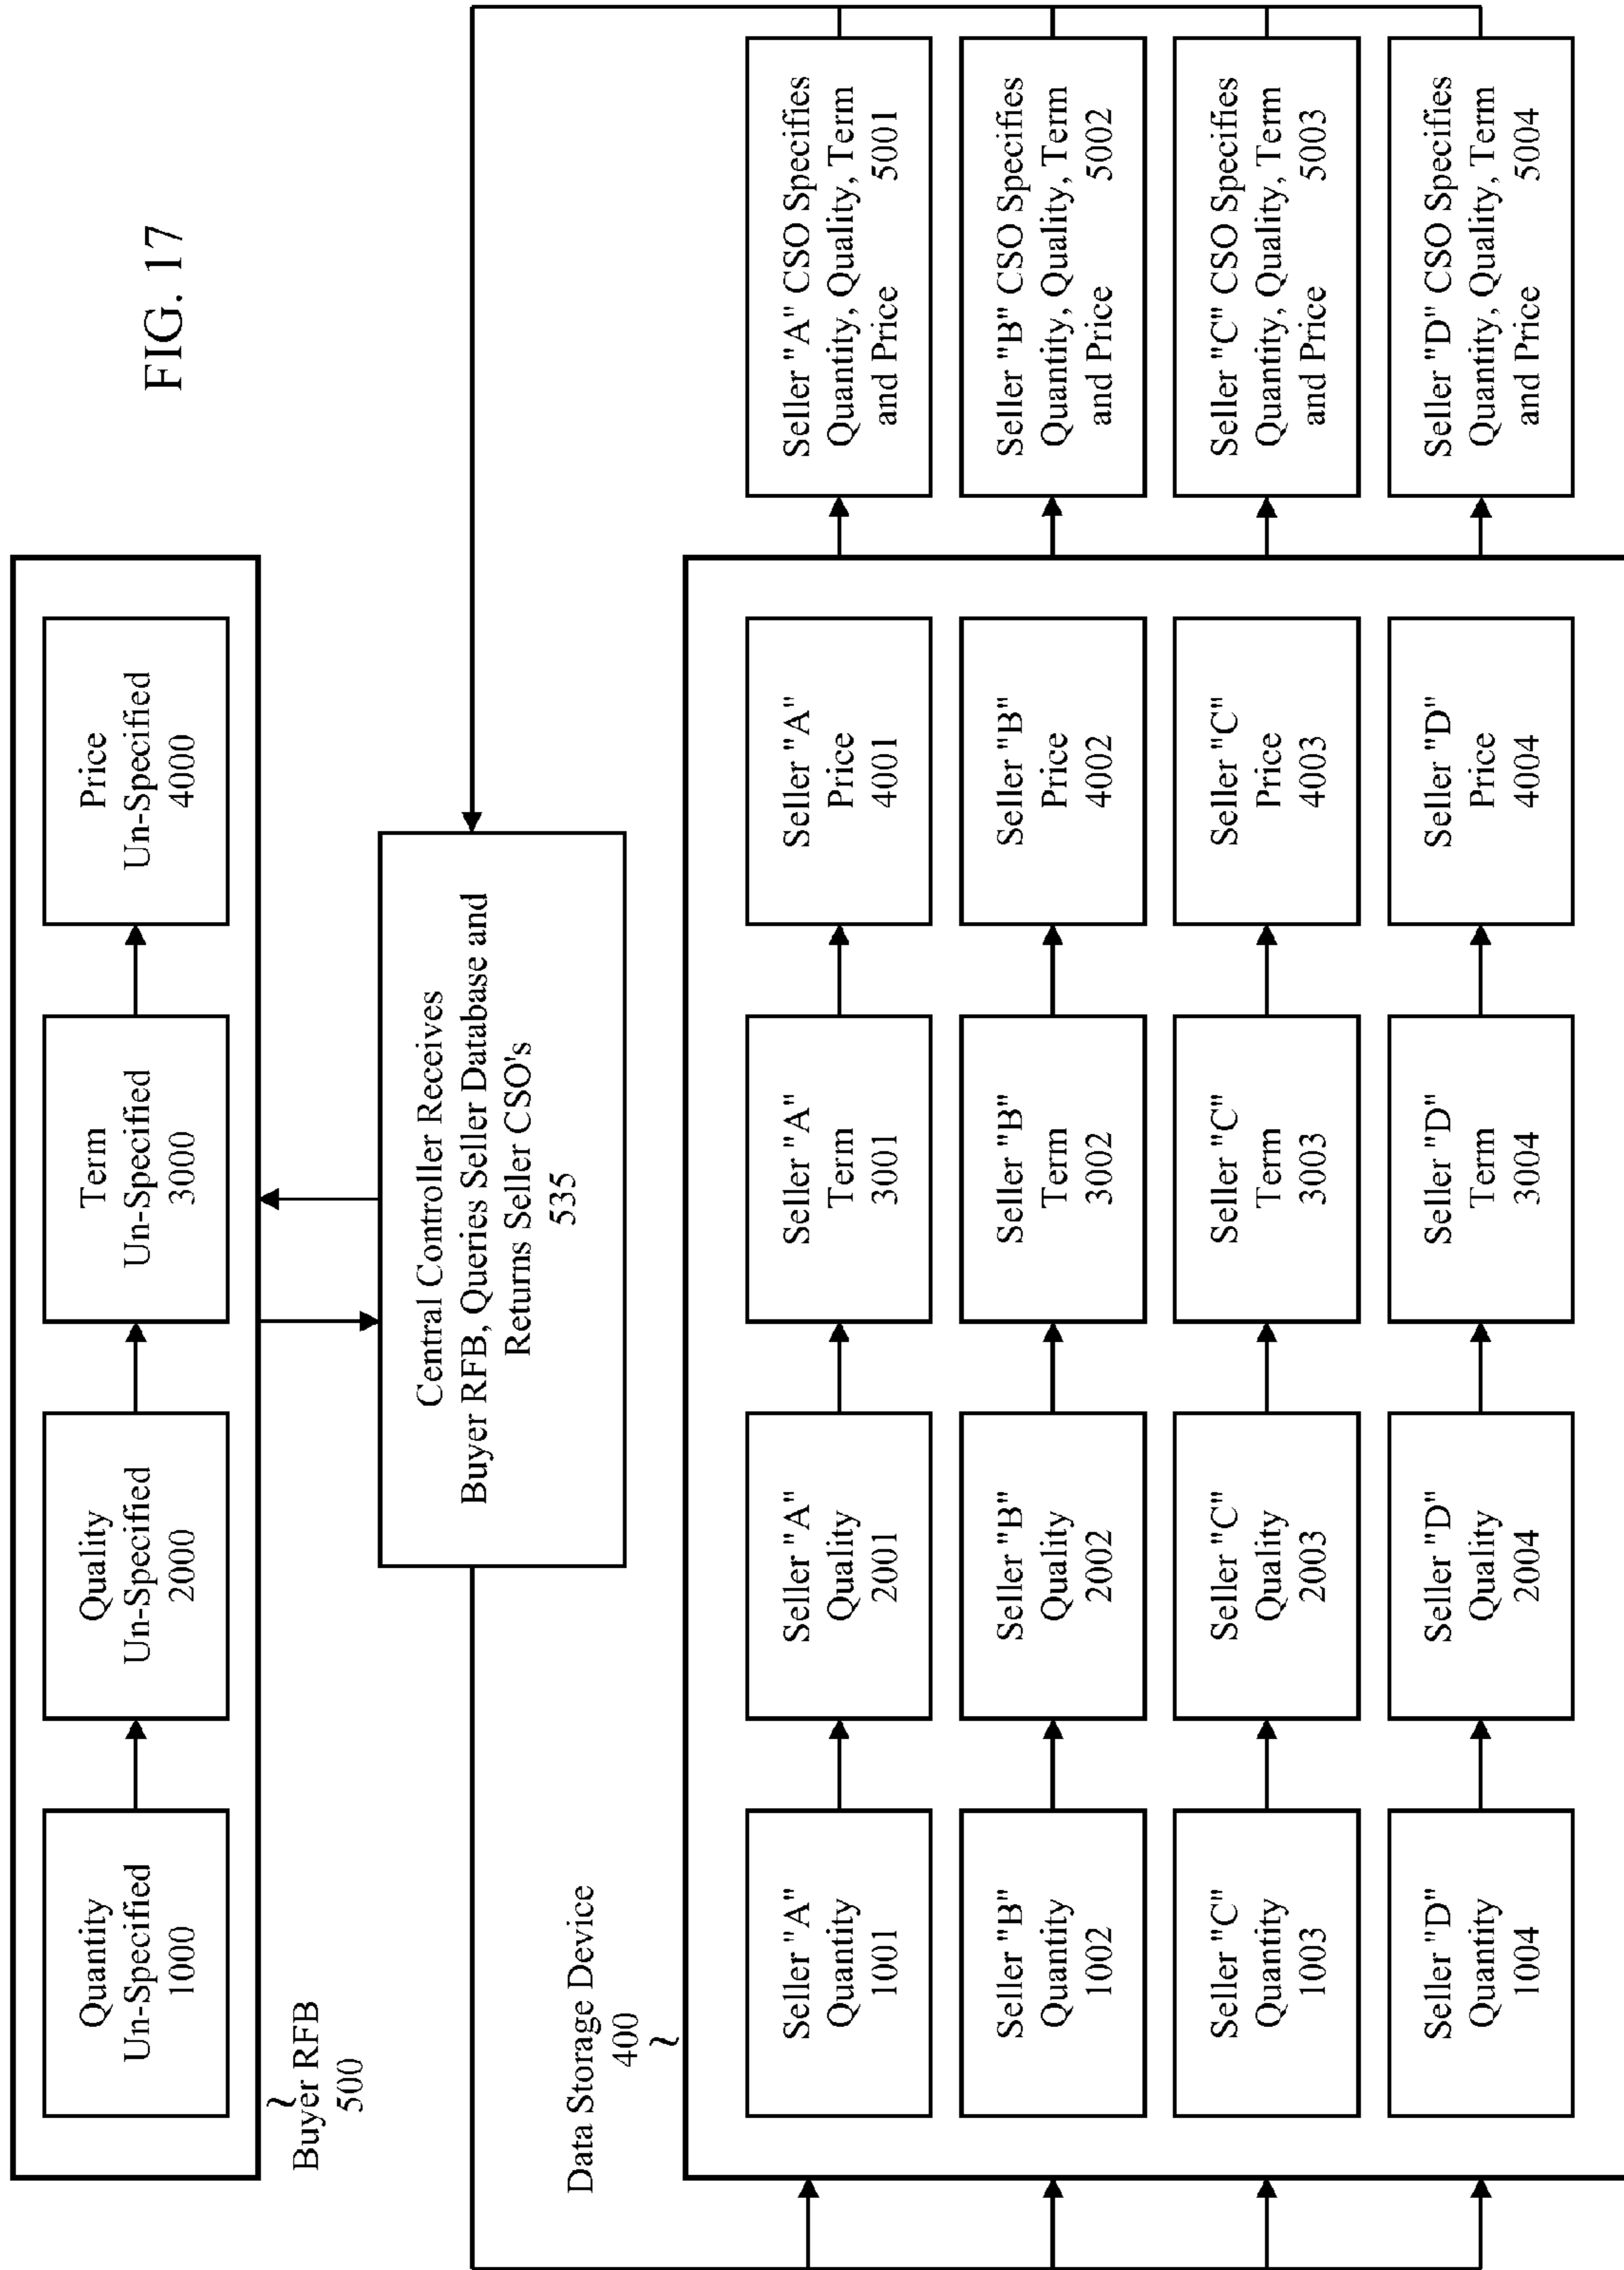 FIG. 17
Quantity
Un-Specified
1000
Quality
Un-Specified
2000
Term
Un-Specified
3000
Price
Un-Specified
4000
Buyer RFB
500
Central Controller Receives
Buyer RFB, Queries Seller Database and
Returns Seller CSO's
535
Data Storage Device
400
Seller "A"
Quantity
1001
Seller "A"
Quality
2001
Seller "A"
Term
3001
Seller "A"
Price
4001
Seller "A" CSO Specifies
Quantity, Quality, Term
and Price 5001
Seller "B"
Quantity
1002
Seller "B"
Quality
2002
Seller "B"
Term
3002
Seller "B"
Price
4002
Seller "B" CSO Specifies
Quantity, Quality, Term
and Price 5002
Seller "C"
Quantity
1003
Seller "C"
Quality
2003
Seller "C"
Term
3003
Seller "C"
Price
4003
Seller "C" CSO Specifies
Quantity, Quality, Term
and Price 5003
Seller "D"
Quantity
1004
Seller "D"
Quality
2004
Seller "D"
Term
3004
Seller "D"
Price
4004
Seller "D" CSO Specifies
Quantity, Quality, Term
and Price 5004